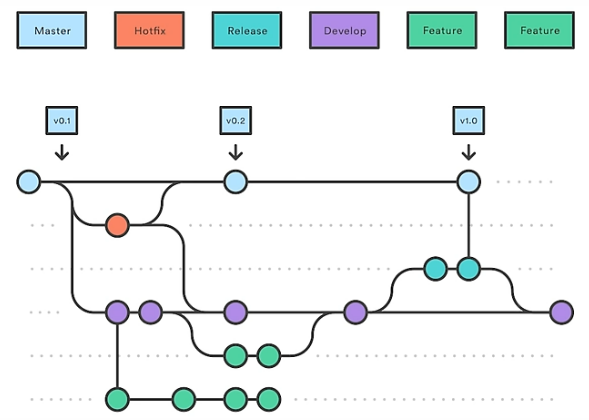 Master
Hotfix
Release
Develop
Feature
Feature
v0.1
v0.2
v1.0